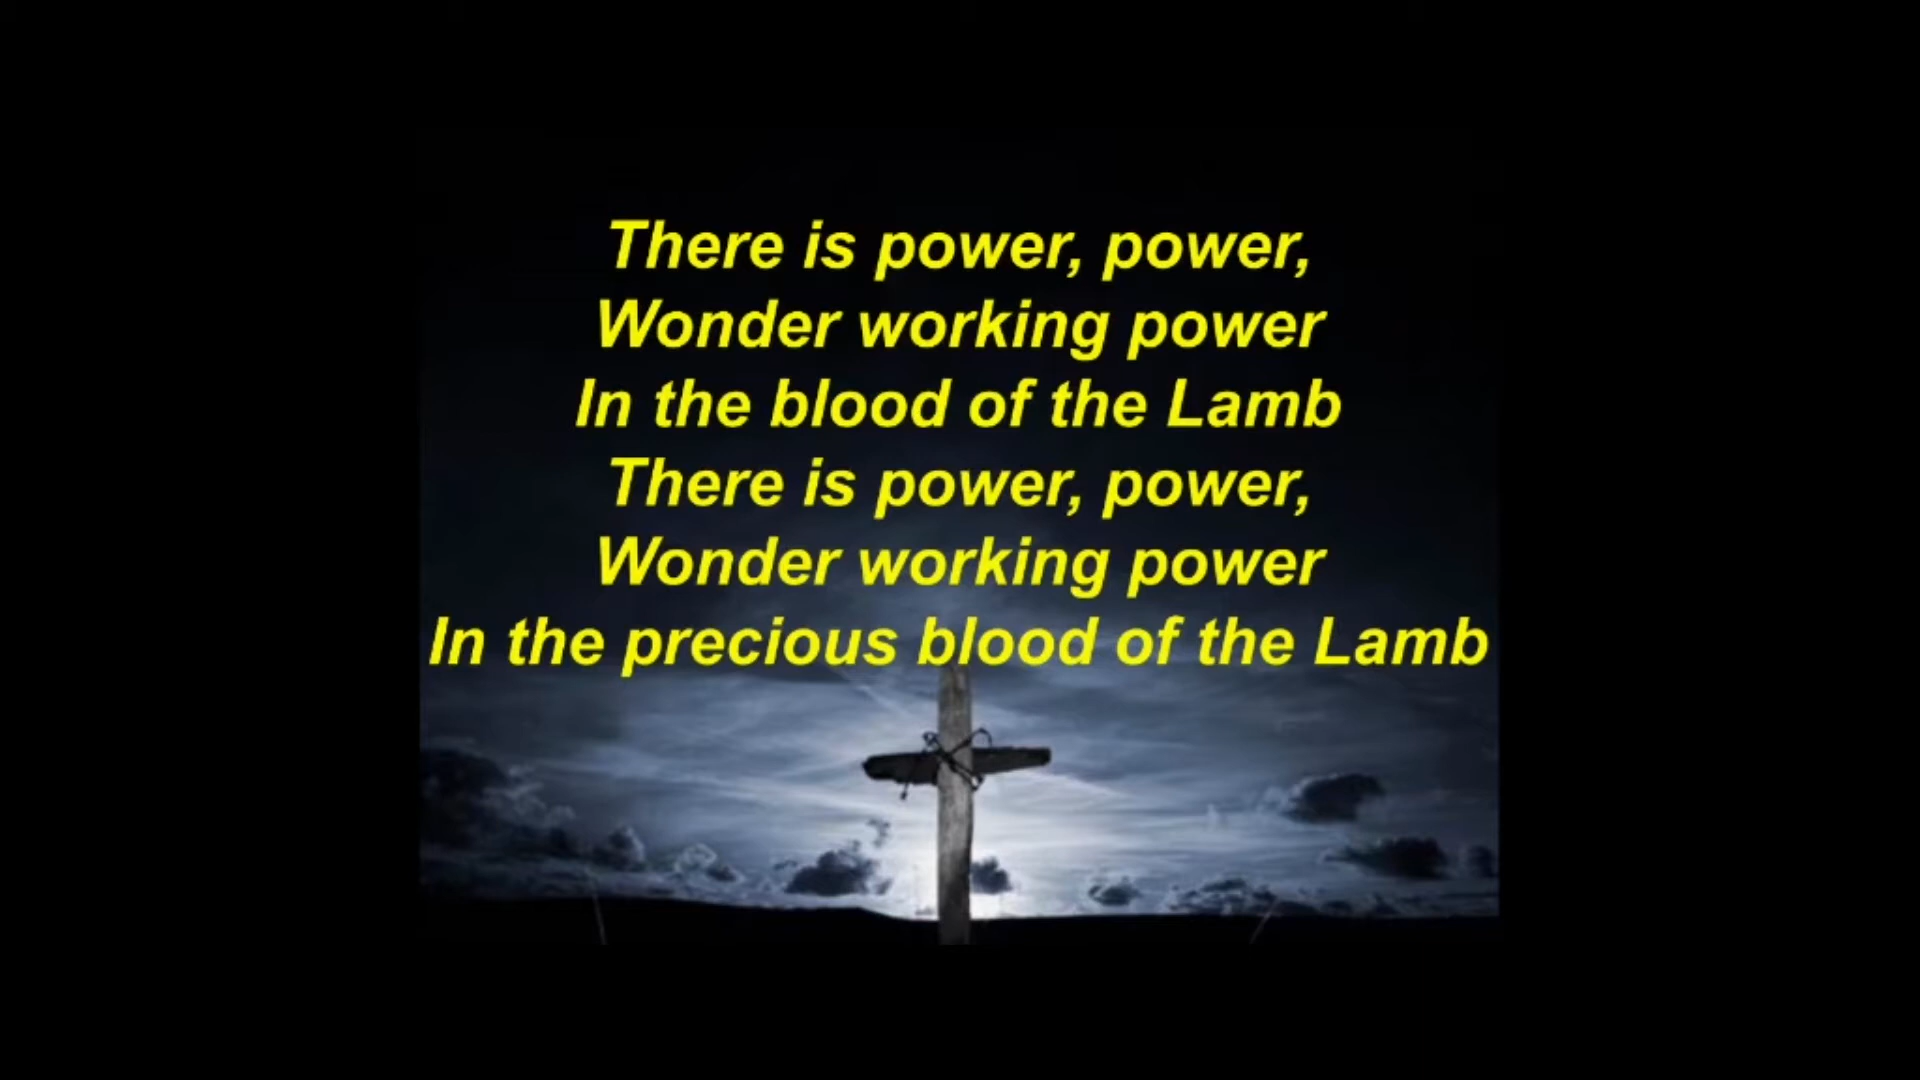 There is power, power,
Wonder working power
In the blood of the Lamb
There is power, power,
Wonder working power
In the precious blood of the Lamb